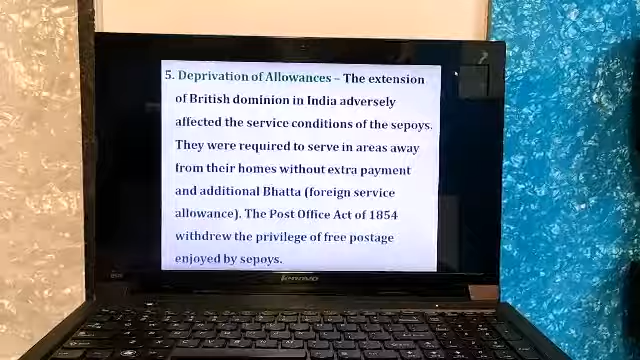 5. Deprivation of Allowances – The extension
of British dominion in India adversely
affected the service conditions of the sepoys.
They were required to serve in areas away
from their homes without extra payment
and additional Bhatta (foreign service
allowance). The Post Office Act of 1854
withdrew the privilege of free postage
enjoyed by sepoys.
lenovo